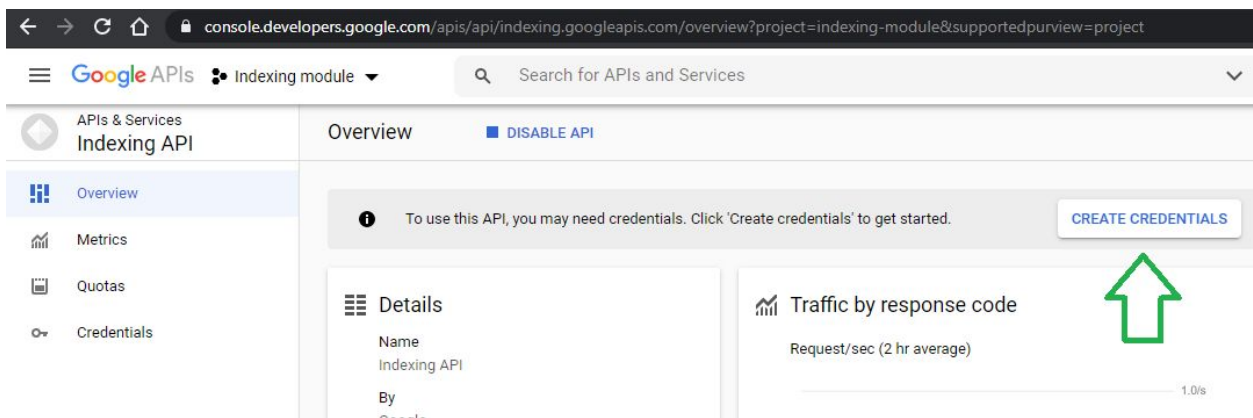 console.developers.google.com/apis/api/indexing.googleapis.com/overview?project=indexing-module&supportedpurview=project
Google APIs Indexing module Search for APIs and Services
APIs & Services
Indexing API
Overview DISABLE API
Overview
To use this API, you may need credentials. Click 'Create credentials' to get started. CREATE CREDENTIALS
Metrics
Quotas
Credentials
Details
Name
Indexing API
By
Traffic by response code
Request/sec (2 hr average)
1.0/s